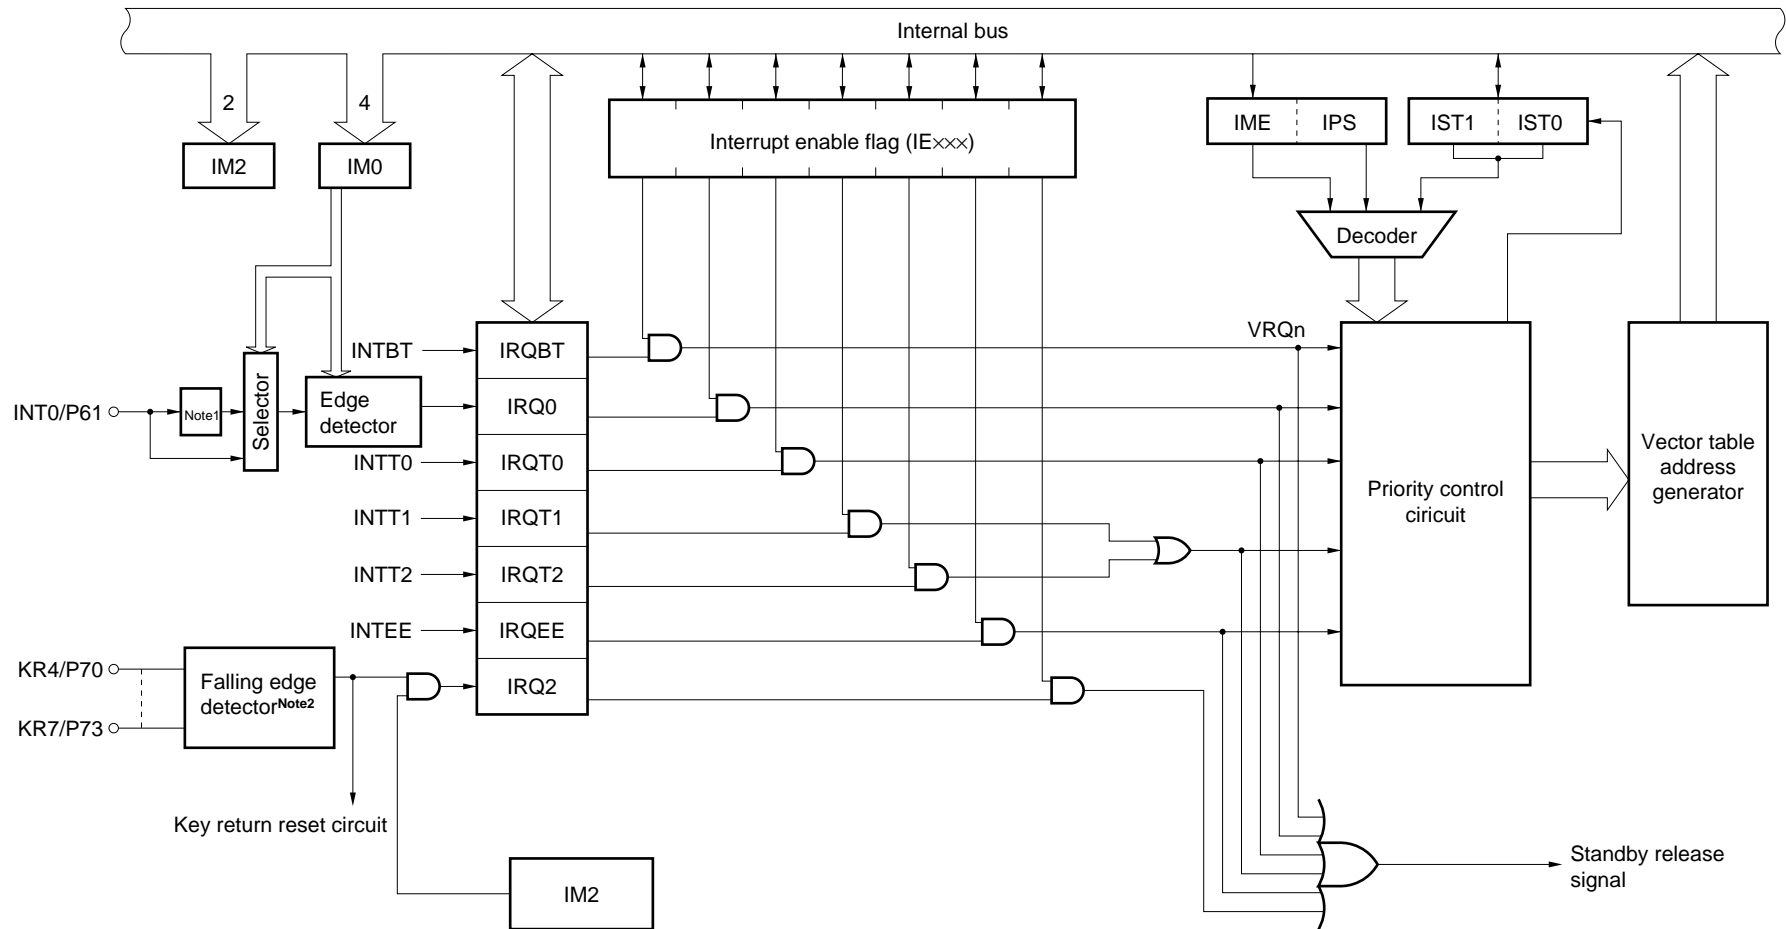 Internal bus
2
4
IM2
IM0
Interrupt enable flag (IE×××)
IME
IPS
IST1
IST0
Decoder
VRQn
INTBT
IRQBT
INT0/P61
Note1
Selector
Edge
detector
IRQ0
INTT0
IRQT0
INTT1
IRQT1
INTT2
IRQT2
INTEE
IRQEE
IRQ2
Priority control
ciricuit
Vector table
address
generator
KR4/P70
KR7/P73
Falling edge
detectorNote2
Key return reset circuit
IM2
Standby release
signal